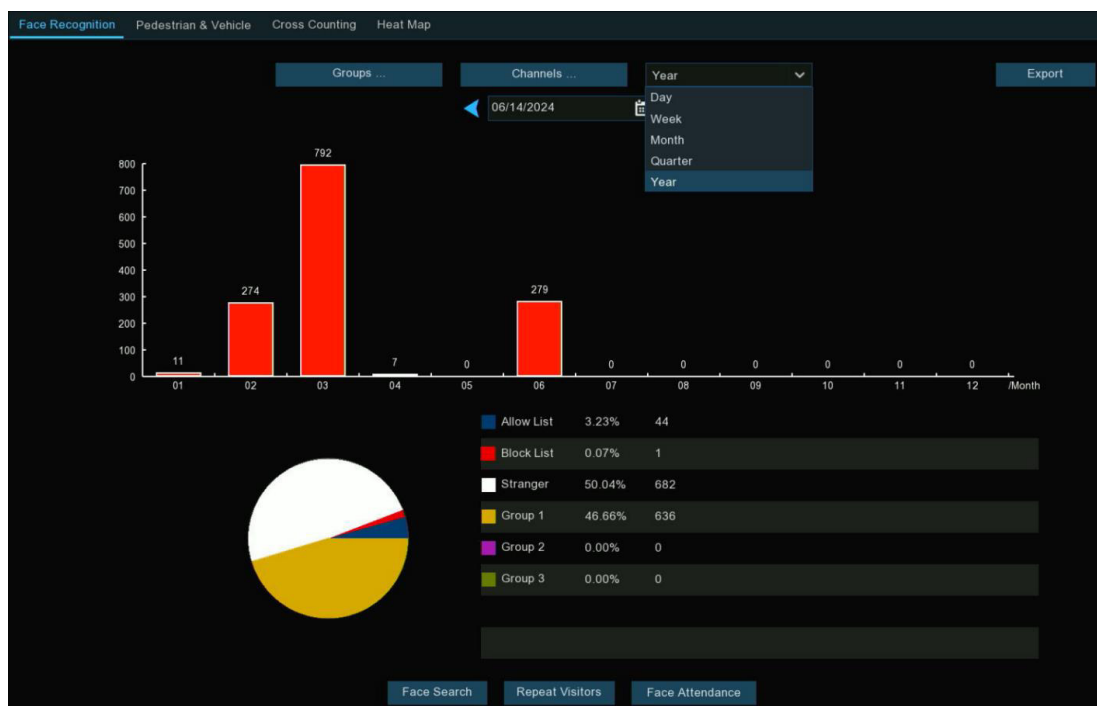 Face Recognition Pedestrian & Vehicle Cross Counting Heat Map
Groups ... Channels ... Year Export
06/14/2024
Day
Week
Month
Quarter
Year
792
800
700
600
500
400
300
200
100
0
11 274 7 0 279 0 0 0 0 0 0
01 02 03 04 05 06 07 08 09 10 11 12 /Month
Allow List 3.23% 44
Block List 0.07% 1
Stranger 50.04% 682
Group 1 46.66% 636
Group 2 0.00% 0
Group 3 0.00% 0
Face Search Repeat Visitors Face Attendance